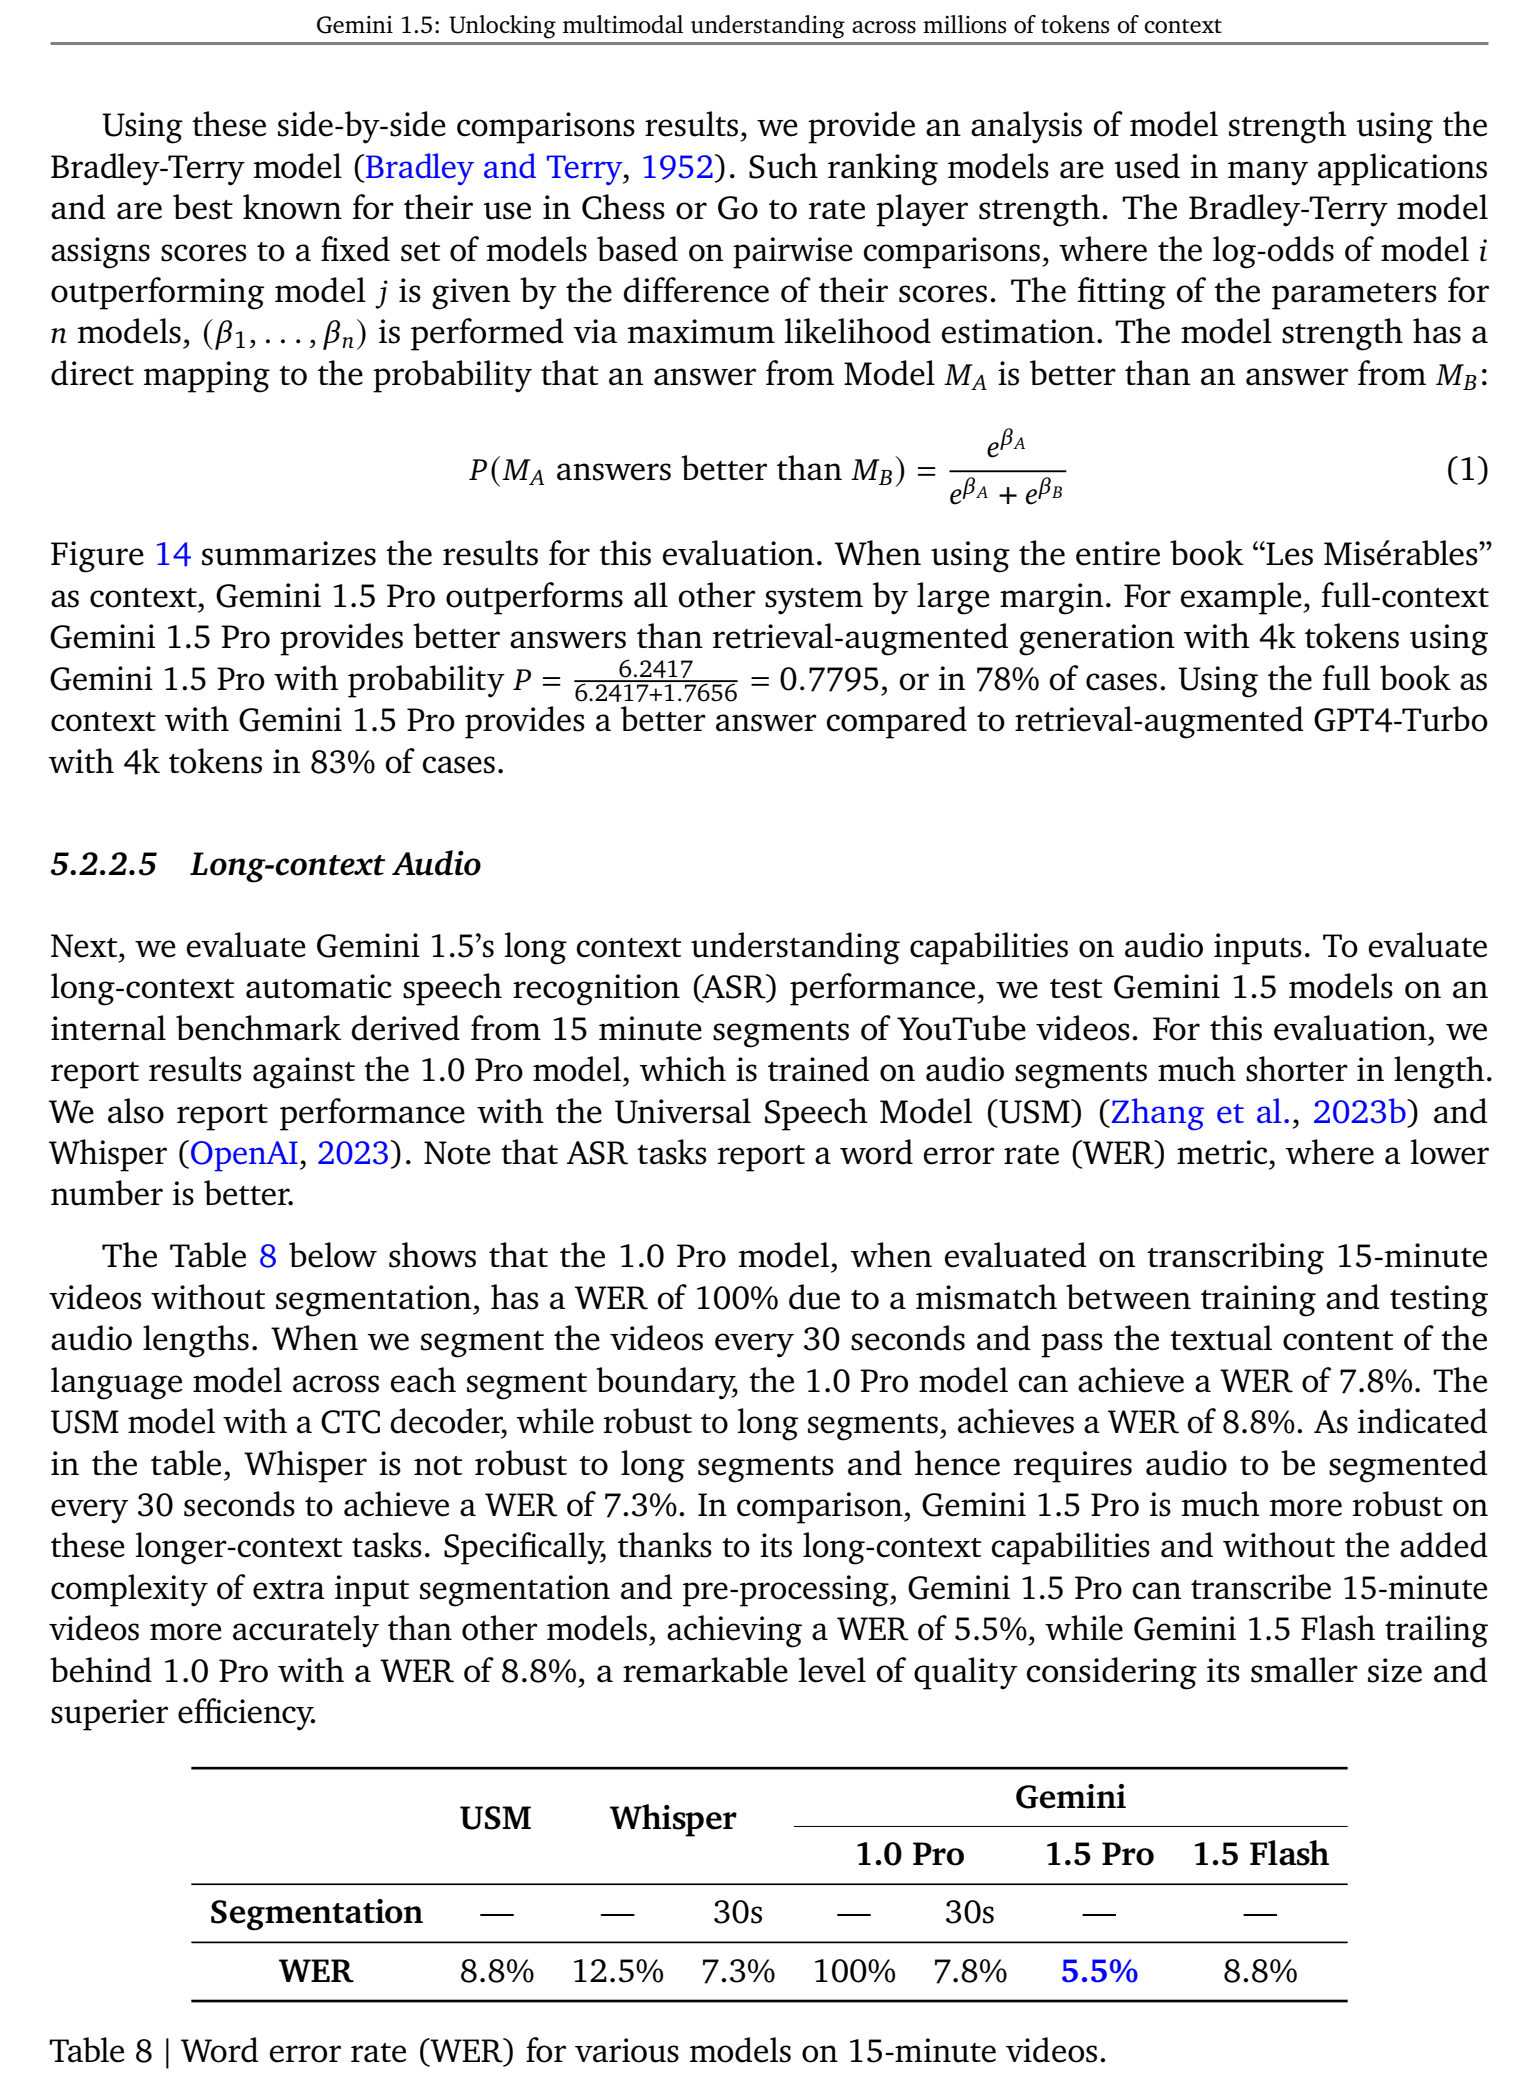 Gemini 1.5: Unlocking multimodal understanding across millions of tokens of context
Using these side-by-side comparisons results, we provide an analysis of model strength using the
Bradley-Terry model (Bradley and Terry, 1952). Such ranking models are used in many applications
and are best known for their use in Chess or Go to rate player strength. The Bradley-Terry model
assigns scores to a fixed set of models based on pairwise comparisons, where the log-odds of model i
outperforming model j is given by the difference of their scores. The fitting of the parameters for
n models, (β1, . . . , βn) is performed via maximum likelihood estimation. The model strength has a
direct mapping to the probability that an answer from Model MA is better than an answer from MB:
P(MA answers better than MB) = e^βA / (e^βA + e^βB) (1)
Figure 14 summarizes the results for this evaluation. When using the entire book “Les Misérables”
as context, Gemini 1.5 Pro outperforms all other system by large margin. For example, full-context
Gemini 1.5 Pro provides better answers than retrieval-augmented generation with 4k tokens using
Gemini 1.5 Pro with probability P = 6.2417 / 6.2417+1.7656 = 0.7795, or in 78% of cases. Using the full book as
context with Gemini 1.5 Pro provides a better answer compared to retrieval-augmented GPT4-Turbo
with 4k tokens in 83% of cases.
5.2.2.5 Long-context Audio
Next, we evaluate Gemini 1.5’s long context understanding capabilities on audio inputs. To evaluate
long-context automatic speech recognition (ASR) performance, we test Gemini 1.5 models on an
internal benchmark derived from 15 minute segments of YouTube videos. For this evaluation, we
report results against the 1.0 Pro model, which is trained on audio segments much shorter in length.
We also report performance with the Universal Speech Model (USM) (Zhang et al., 2023b) and
Whisper (OpenAI, 2023). Note that ASR tasks report a word error rate (WER) metric, where a lower
number is better.
The Table 8 below shows that the 1.0 Pro model, when evaluated on transcribing 15-minute
videos without segmentation, has a WER of 100% due to a mismatch between training and testing
audio lengths. When we segment the videos every 30 seconds and pass the textual content of the
language model across each segment boundary, the 1.0 Pro model can achieve a WER of 7.8%. The
USM model with a CTC decoder, while robust to long segments, achieves a WER of 8.8%. As indicated
in the table, Whisper is not robust to long segments and hence requires audio to be segmented
every 30 seconds to achieve a WER of 7.3%. In comparison, Gemini 1.5 Pro is much more robust on
these longer-context tasks. Specifically, thanks to its long-context capabilities and without the added
complexity of extra input segmentation and pre-processing, Gemini 1.5 Pro can transcribe 15-minute
videos more accurately than other models, achieving a WER of 5.5%, while Gemini 1.5 Flash trailing
behind 1.0 Pro with a WER of 8.8%, a remarkable level of quality considering its smaller size and
superier efficiency.
USM Whisper Gemini
1.0 Pro 1.5 Pro 1.5 Flash
Segmentation — — 30s — 30s — —
WER 8.8% 12.5% 7.3% 100% 7.8% 5.5% 8.8%
Table 8 | Word error rate (WER) for various models on 15-minute videos.